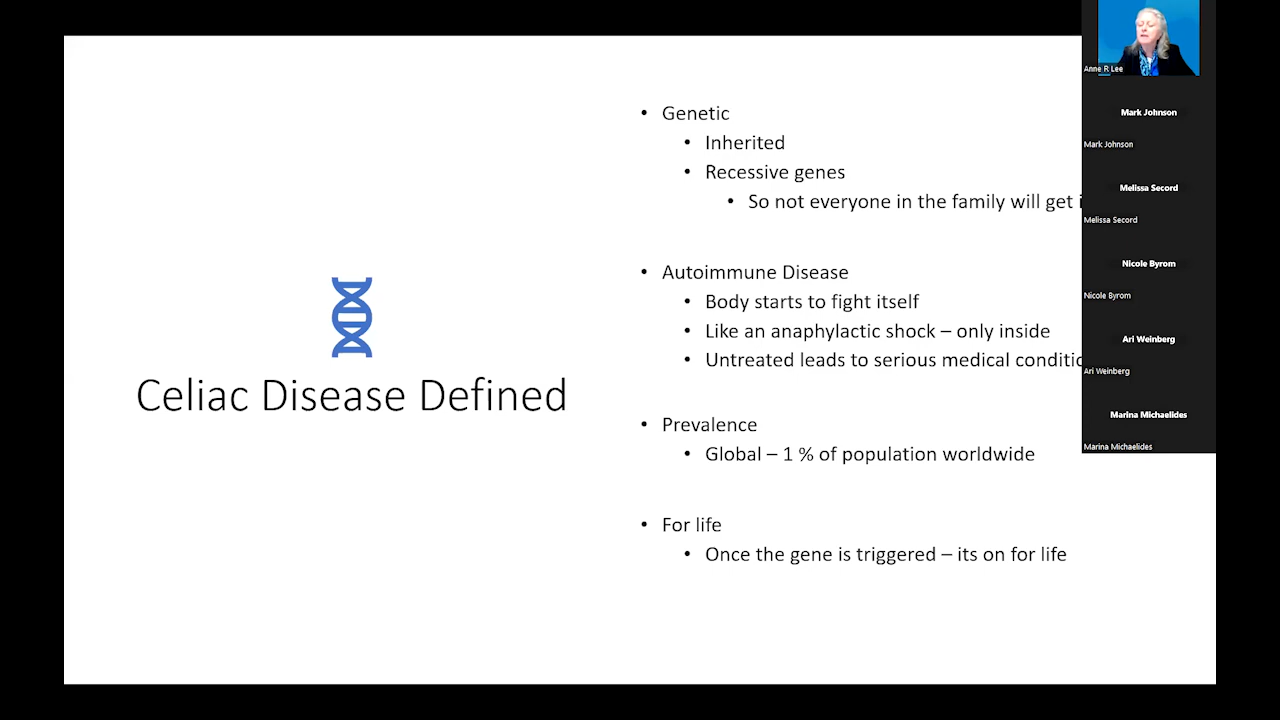 Celiac Disease Defined
• Genetic
• Inherited
• Recessive genes
• So not everyone in the family will get
• Autoimmune Disease
• Body starts to fight itself
• Like an anaphylactic shock – only inside
• Untreated leads to serious medical
• Prevalence
• Global – 1 % of population worldwide
• For life
• Once the gene is triggered – its on for life
Anne R Lee
Mark Johnson
Mark Johnson
Melissa Secord
Melissa Secord
Nicole Byrom
Nicole Byrom
Ari Weinberg
Ari Weinberg
Marina Michaelides
Marina Michaelides